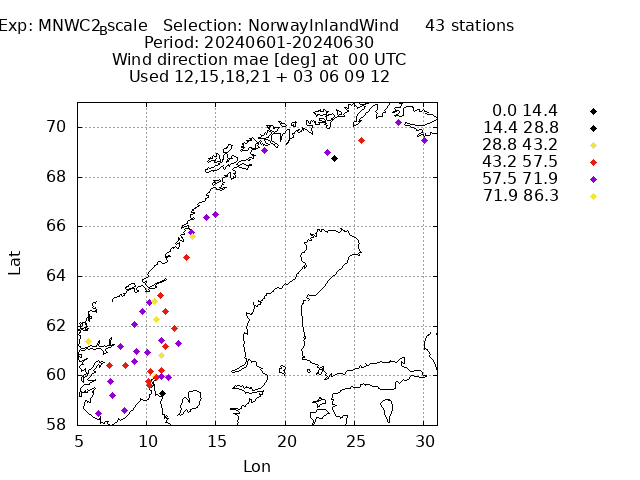 Exp: MNWC2_Bscale Selection: NorwayInlandWind 43 stations
Period: 20240601-20240630
Wind direction mae [deg] at 00 UTC
Used 12,15,18,21 + 03 06 09 12
0.0 14.4
14.4 28.8
28.8 43.2
43.2 57.5
57.5 71.9
71.9 86.3
70
68
66
64
62
60
58
Lat
5 10 15 20 25 30
Lon